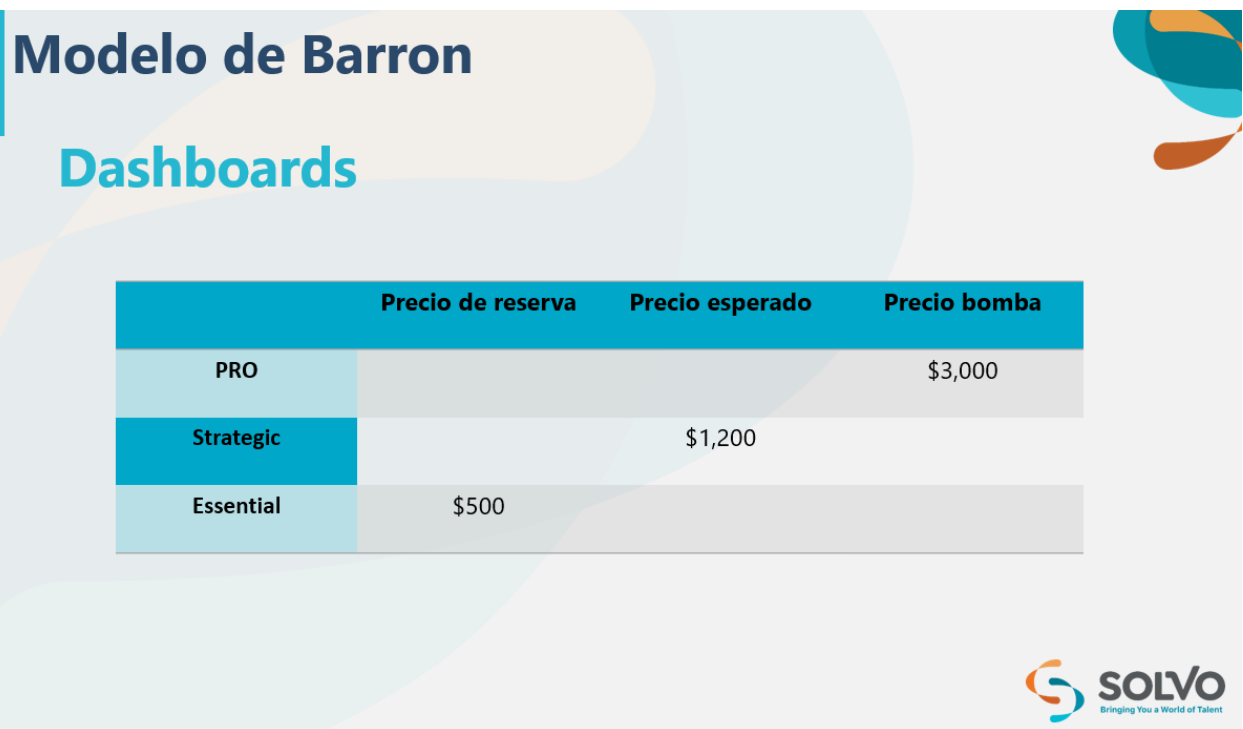 Modelo de Barron
Dashboards
Precio de reserva Precio esperado Precio bomba
PRO $3,000
Strategic $1,200
Essential $500
SOLVO
Bringing You a World of Talent